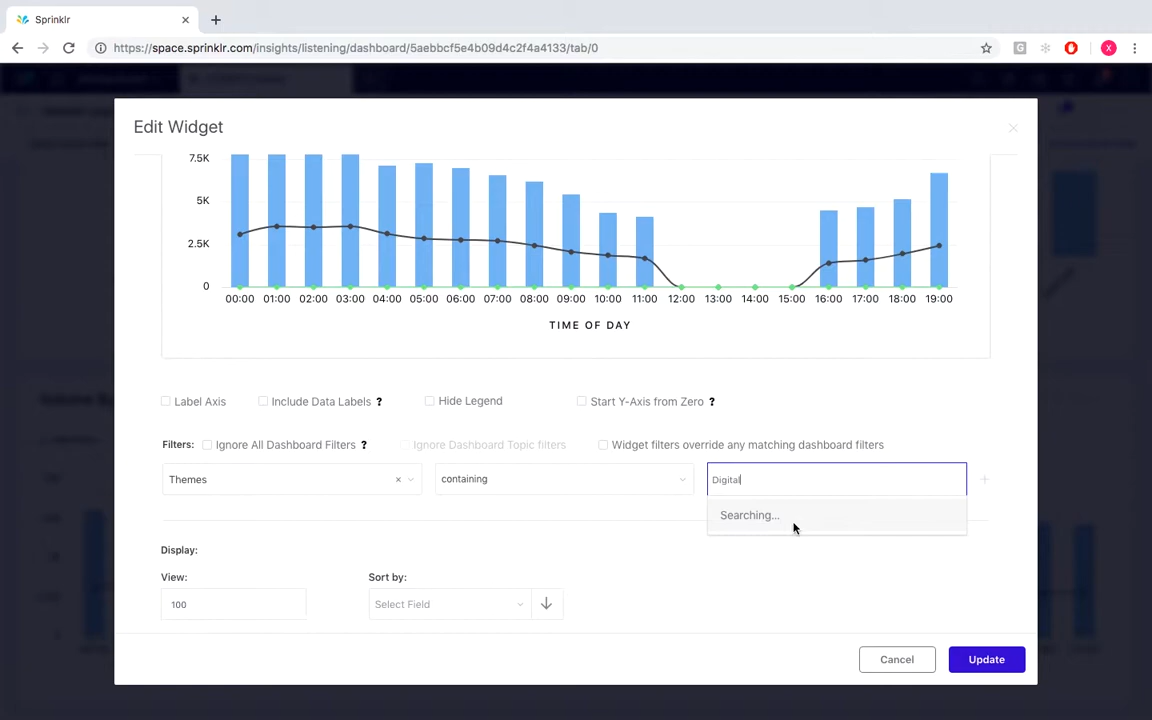 Sprinklr
https://space.sprinklr.com/insights/listening/dashboard/5aebbcf5e4b09d4c2f4a4133/tab/0
G
X
Edit Widget
7.5K
5K
2.5K
0
00:00 01:00 02:00 03:00 04:00 05:00 06:00 07:00 08:00 09:00 10:00 11:00 12:00 13:00 14:00 15:00 16:00 17:00 18:00 19:00
TIME OF DAY
Label Axis Include Data Labels ? Hide Legend Start Y-Axis from Zero ?
Filters: Ignore All Dashboard Filters ? Ignore Dashboard Topic filters Widget filters override any matching dashboard filters
Themes containing Digital
Searching...
Display:
View: Sort by:
100 Select Field
Cancel Update